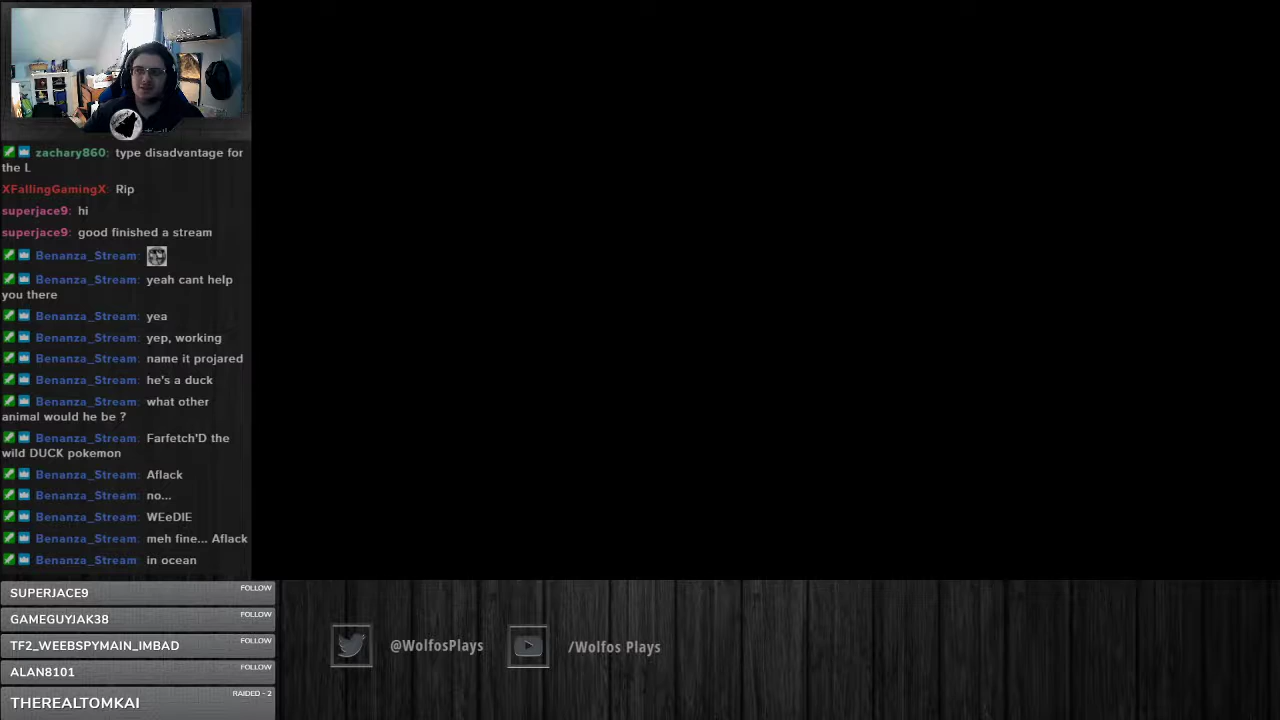 zachary860: type disadvantage for
the L
XFallingGamingX: Rip
superjace9: hi
superjace9: good finished a stream
Benanza_Stream:
Benanza_Stream: yeah cant help
you there
Benanza_Stream: yea
Benanza_Stream: yep, working
Benanza_Stream: name it projared
Benanza_Stream: he's a duck
Benanza_Stream: what other
animal would he be ?
Benanza_Stream: Farfetch'D the
wild DUCK pokemon
Benanza_Stream: Aflack
Benanza_Stream: no...
Benanza_Stream: WEeDIE
Benanza_Stream: meh fine... Aflack
Benanza_Stream: in ocean
SUPERJACE9 FOLLOW
GAMEGUYJAK38 FOLLOW
TF2_WEEBSPYMAIN_IMBAD FOLLOW
ALAN8101 FOLLOW
THEREALTOMKAI RAIDED - 2
@WolfosPlays /Wolfos Plays